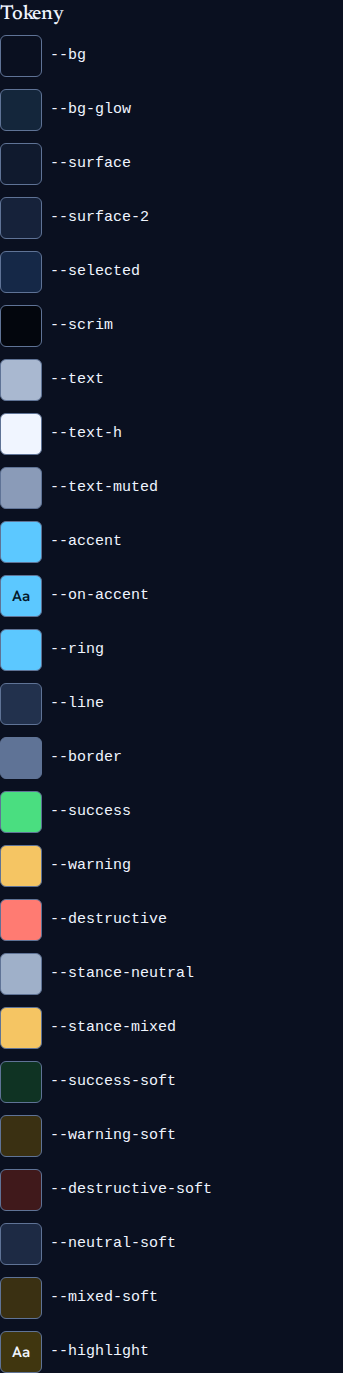 Tokeny
--bg
--bg-glow
--surface
--surface-2
--selected
--scrim
--text
--text-h
--text-muted
--accent
Aa --on-accent
--ring
--line
--border
--success
--warning
--destructive
--stance-neutral
--stance-mixed
--success-soft
--warning-soft
--destructive-soft
--neutral-soft
--mixed-soft
Aa --highlight